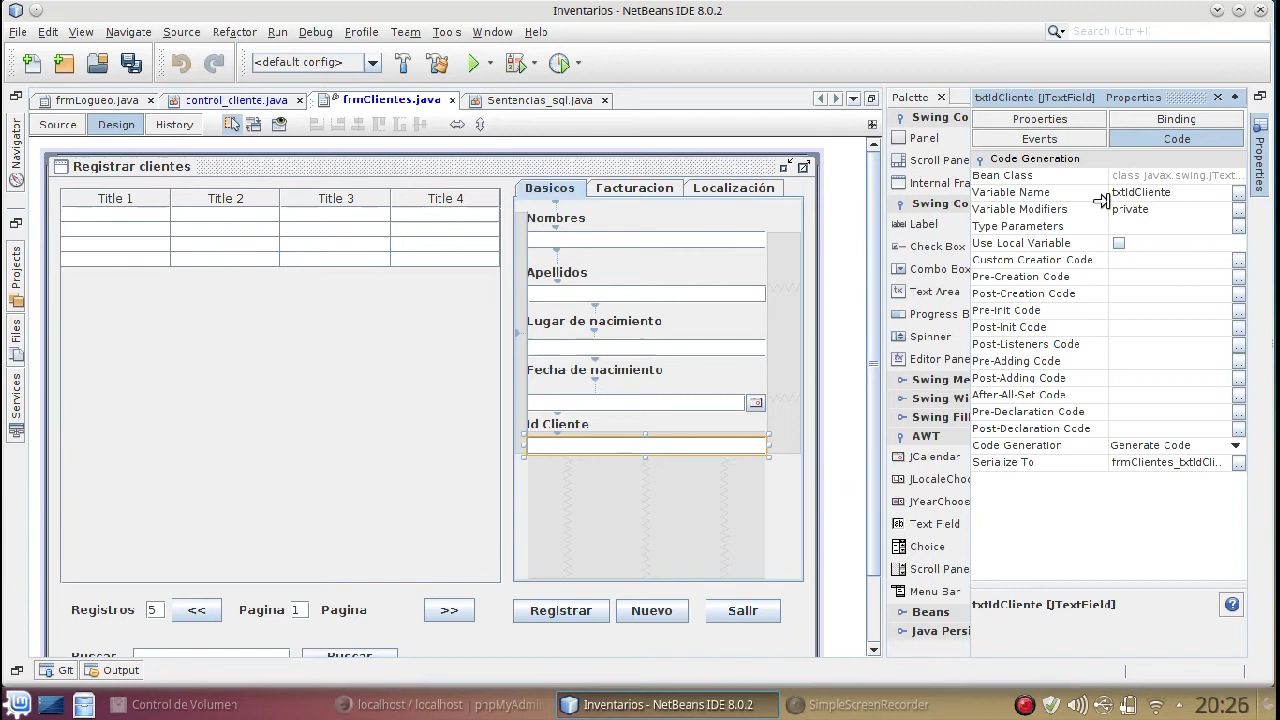 Inventarios - NetBeans IDE 8.0.2
File Edit View Navigate Source Refactor Run Debug Profile Team Tools Window Help
Search (Ctrl+I)
<default config>
frmLogueo.java control_cliente.java frmClientes.java Sentencias_sql.java
Palette
txtIdCliente [JTextField] Properties
Source Design History
Properties Binding
Events Code
Navigator
Projects
Files
Services
Registrar clientes
Title 1 Title 2 Title 3 Title 4
Basicos Facturacion Localización
Nombres
Apellidos
Lugar de nacimiento
Fecha de nacimiento
Id Cliente
Registros 5 << Pagina 1 Pagina >>
Registrar Nuevo Salir
Buscar Buscar
Swing Co
Panel
Scroll Pane
Internal Fra
Swing Co
Label
Check Box
Combo Box
Text Area
Progress B
Spinner
Editor Pane
Swing Me
Swing Wi
Swing Fill
AWT
JCalendar
JLocaleChoo
JYearChoos
Text Field
Choice
Scroll Pane
Menu Bar
Beans
Java Persi
Code Generation
Bean Class class javax.swing.JText...
Variable Name txtIdCliente
Variable Modifiers private
Type Parameters
Use Local Variable
Custom Creation Code
Pre-Creation Code
Post-Creation Code
Pre-Init Code
Post-Init Code
Post-Listeners Code
Pre-Adding Code
Post-Adding Code
After-All-Set Code
Pre-Declaration Code
Post-Declaration Code
Code Generation Generate Code
Serialize To frmClientes_txtIdCli...
txtIdCliente [JTextField]
Properties
Git Output
Control de Volumen
localhost / localhost | phpMyAdmin
Inventarios - NetBeans IDE 8.0.2
SimpleScreenRecorder
20:26